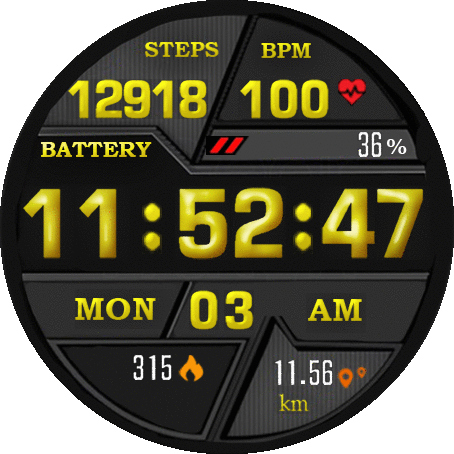 STEPS BPM
12918 100
BATTERY 36%
11:52:47
MON 03 AM
315 11.56
km